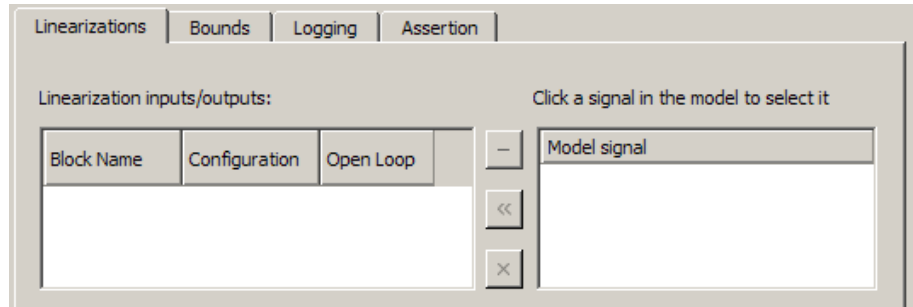 Linearizations Bounds Logging Assertion
Linearization inputs/outputs: Click a signal in the model to select it
Block Name Configuration Open Loop − Model signal
«
×